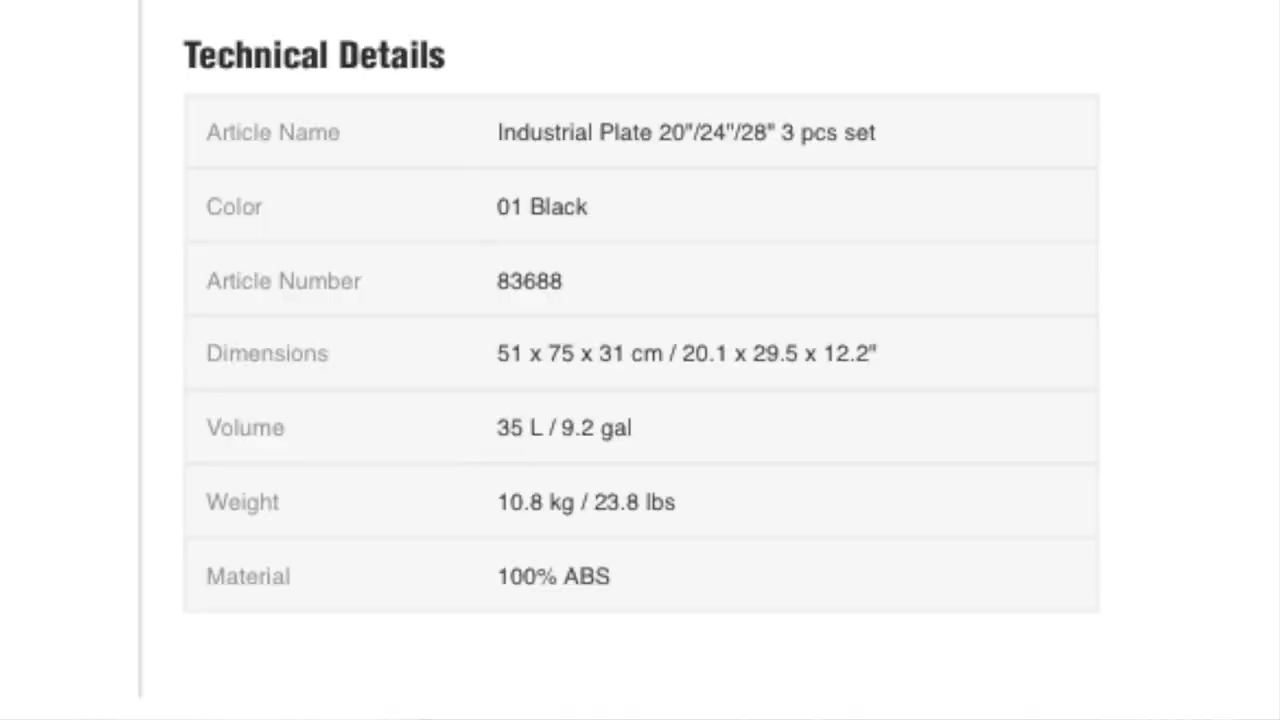 Technical Details
Article Name Industrial Plate 20"/24"/28" 3 pcs set
Color 01 Black
Article Number 83688
Dimensions 51 x 75 x 31 cm / 20.1 x 29.5 x 12.2"
Volume 35 L / 9.2 gal
Weight 10.8 kg / 23.8 lbs
Material 100% ABS